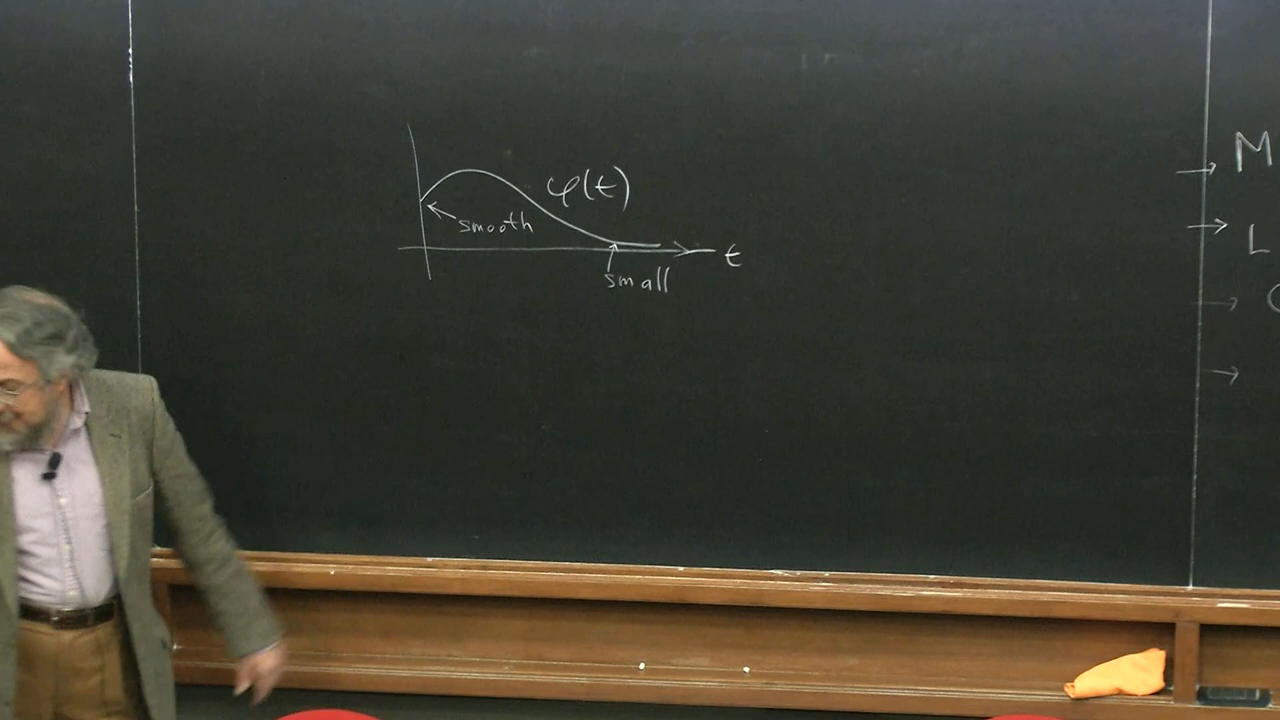 φ(t)
smooth
t
small
→ M
→ L
→
→